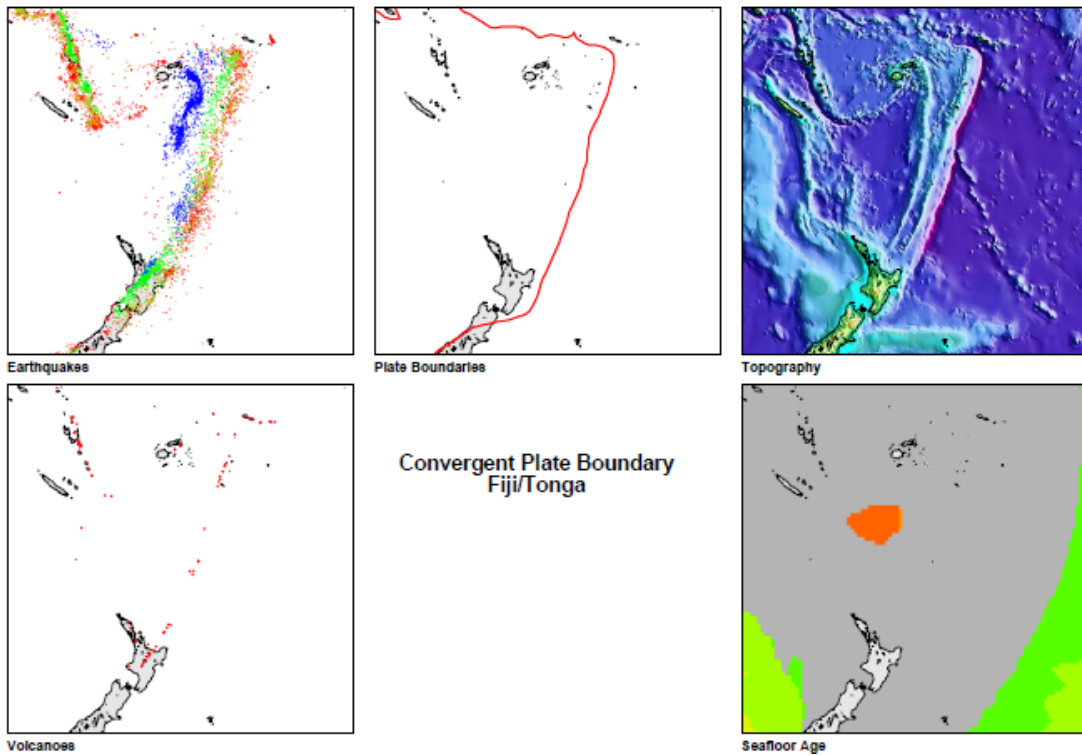 Earthquakes
Plate Boundaries
Topography
Convergent Plate Boundary
Fiji/Tonga
Volcanoes
Seafloor Age